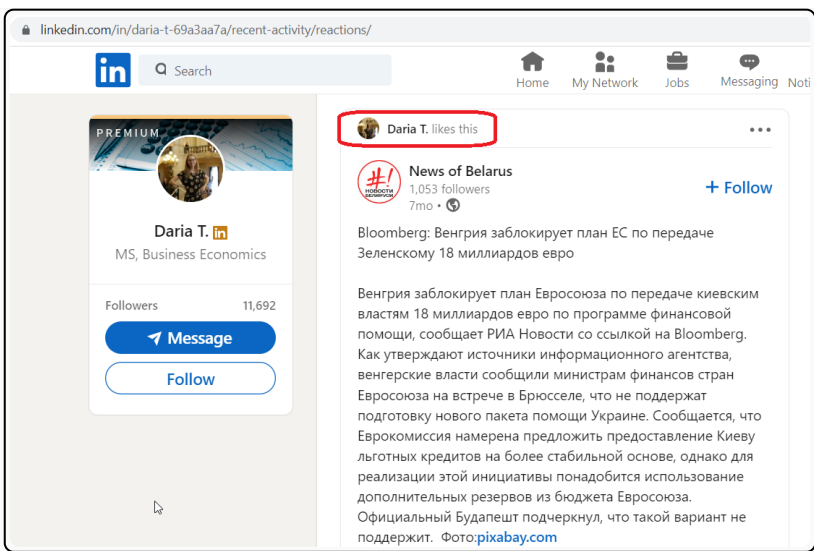 linkedin.com/in/daria-t-69a3aa7a/recent-activity/reactions/
in
Search
Home
My Network
Jobs
Messaging
Noti
PREMIUM
Daria T. in
MS, Business Economics
Followers 11,692
Message
Follow
Daria T. likes this
#!
НОВОСТИ
БЕЛАРУСИ
News of Belarus
1,053 followers
7mo •
+ Follow
Bloomberg: Венгрия заблокирует план ЕС по передаче
Зеленскому 18 миллиардов евро
Венгрия заблокирует план Евросоюза по передаче киевским
властям 18 миллиардов евро по программе финансовой
помощи, сообщает РИА Новости со ссылкой на Bloomberg.
Как утверждают источники информационного агентства,
венгерские власти сообщили министрам финансов стран
Евросоюза на встрече в Брюсселе, что не поддержат
подготовку нового пакета помощи Украине. Сообщается, что
Еврокомиссия намерена предложить предоставление Киеву
льготных кредитов на более стабильной основе, однако для
реализации этой инициативы понадобится использование
дополнительных резервов из бюджета Евросоюза.
Официальный Будапешт подчеркнул, что такой вариант не
поддержит. Фото:pixabay.com